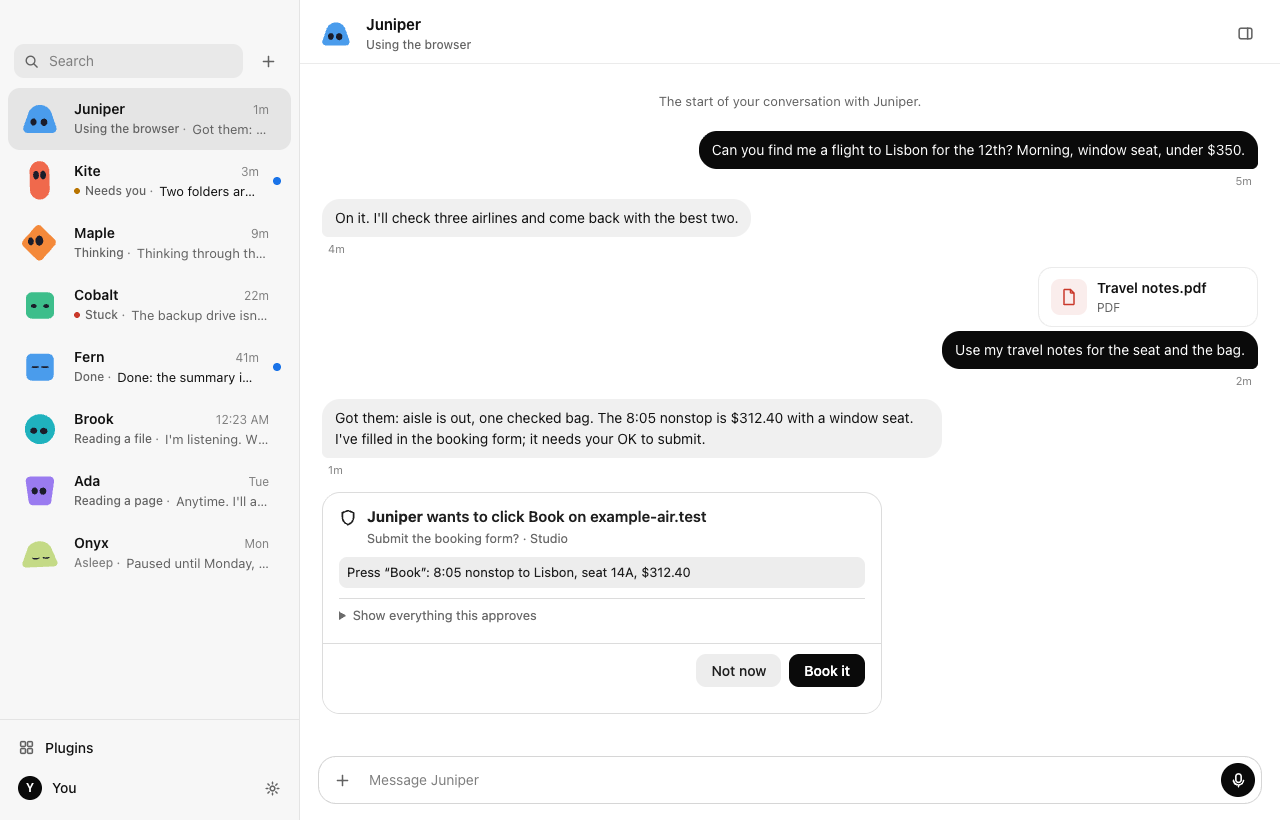 Search
Juniper 1m
Using the browser · Got them: ...
Kite 3m
Needs you · Two folders ar...
Maple 9m
Thinking · Thinking through th...
Cobalt 22m
Stuck · The backup drive isn...
Fern 41m
Done · Done: the summary i...
Brook 12:23 AM
Reading a file · I'm listening. W...
Ada Tue
Reading a page · Anytime. I'll a...
Onyx Mon
Asleep · Paused until Monday, ...
Plugins
Y You
Juniper
Using the browser
The start of your conversation with Juniper.
Can you find me a flight to Lisbon for the 12th? Morning, window seat, under $350.
5m
On it. I'll check three airlines and come back with the best two.
4m
Travel notes.pdf
PDF
Use my travel notes for the seat and the bag.
2m
Got them: aisle is out, one checked bag. The 8:05 nonstop is $312.40 with a window seat.
I've filled in the booking form; it needs your OK to submit.
1m
Juniper wants to click Book on example-air.test
Submit the booking form? · Studio
Press “Book”: 8:05 nonstop to Lisbon, seat 14A, $312.40
Show everything this approves
Not now Book it
Message Juniper